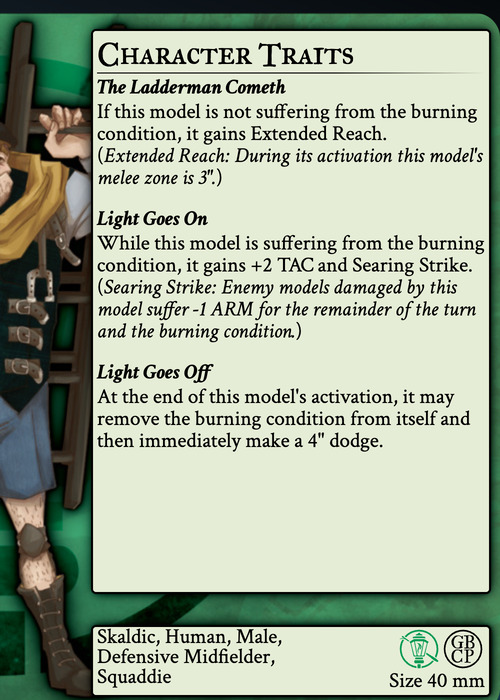 Character Traits
The Ladderman Cometh
If this model is not suffering from the burning
condition, it gains Extended Reach.
(Extended Reach: During its activation this model's
melee zone is 3".)
Light Goes On
While this model is suffering from the burning
condition, it gains +2 TAC and Searing Strike.
(Searing Strike: Enemy models damaged by this
model suffer -1 ARM for the remainder of the turn
and the burning condition.)
Light Goes Off
At the end of this model's activation, it may
remove the burning condition from itself and
then immediately make a 4" dodge.
Skaldic, Human, Male,
Defensive Midfielder,
Squaddie
GB
CP
Size 40 mm